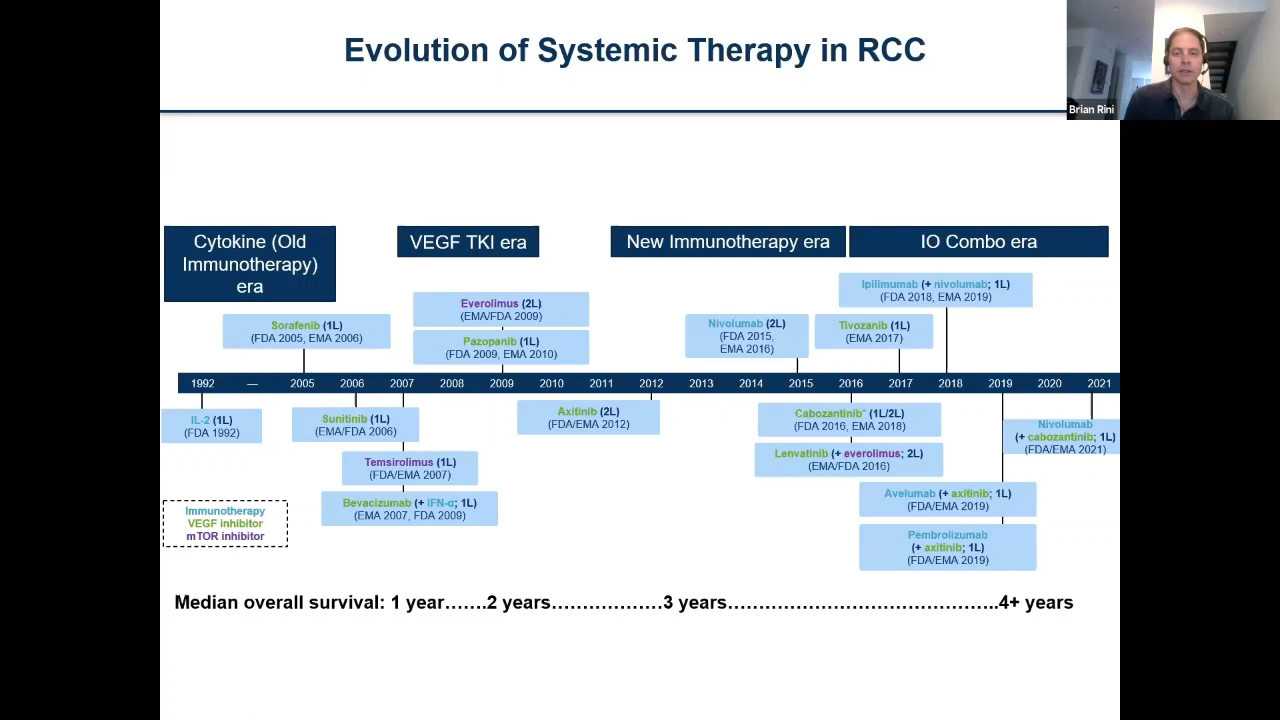 Evolution of Systemic Therapy in RCC
Brian Rini
Cytokine (Old
Immunotherapy)
era
VEGF TKI era
New Immunotherapy era
IO Combo era
Ipilimumab (+ nivolumab; 1L)
(FDA 2018, EMA 2019)
Everolimus (2L)
(EMA/FDA 2009)
Sorafenib (1L)
(FDA 2005, EMA 2006)
Pazopanib (1L)
(FDA 2009, EMA 2010)
Nivolumab (2L)
(FDA 2015,
EMA 2016)
Tivozanib (1L)
(EMA 2017)
1992 — 2005 2006 2007 2008 2009 2010 2011 2012 2013 2014 2015 2016 2017 2018 2019 2020 2021
IL-2 (1L)
(FDA 1992)
Sunitinib (1L)
(EMA/FDA 2006)
Axitinib (2L)
(FDA/EMA 2012)
Cabozantinib* (1L/2L)
(FDA 2016, EMA 2018)
Nivolumab
(+ cabozantinib; 1L)
(FDA/EMA 2021)
Temsirolimus (1L)
(FDA/EMA 2007)
Lenvatinib (+ everolimus; 2L)
(EMA/FDA 2016)
Bevacizumab (+ IFN-α; 1L)
(EMA 2007, FDA 2009)
Avelumab (+ axitinib; 1L)
(FDA/EMA 2019)
Pembrolizumab
(+ axitinib; 1L)
(FDA/EMA 2019)
Immunotherapy
VEGF inhibitor
mTOR inhibitor
Median overall survival: 1 year…….2 years………………3 years…………………………………….4+ years